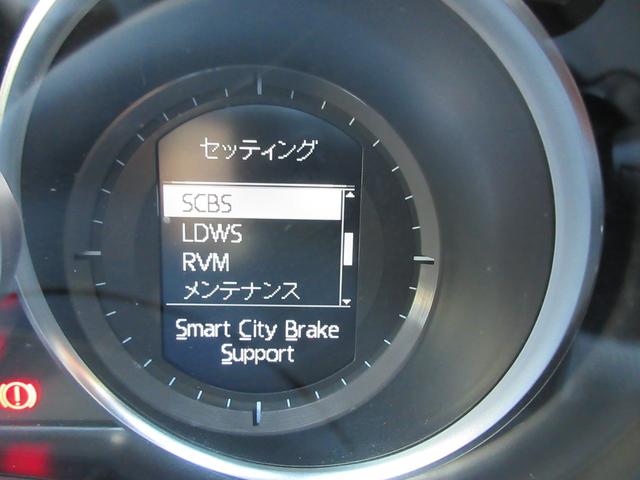 セッティング
SCBS
LDWS
RVM
メンテナンス
Smart City Brake
Support